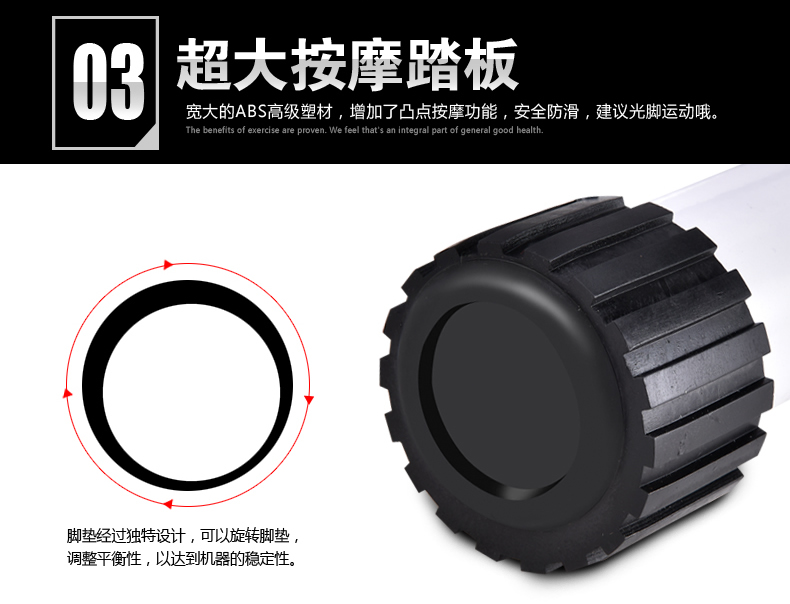 03
超大按摩踏板
宽大的ABS高级塑材，增加了凸点按摩功能，安全防滑，建议光脚运动哦。
The benefits of exercise are proven. We feel that's an integral part of general good health.
脚垫经过独特设计，可以旋转脚垫，
调整平衡性，以达到机器的稳定性。